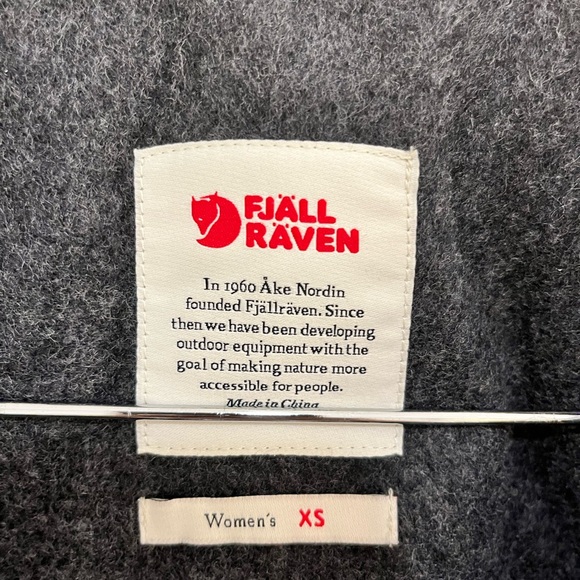 FJÄLL
RÄVEN
In 1960 Åke Nordin
founded Fjällräven. Since
then we have been developing
outdoor equipment with the
goal of making nature more
accessible for people.
Made in China
Women's XS